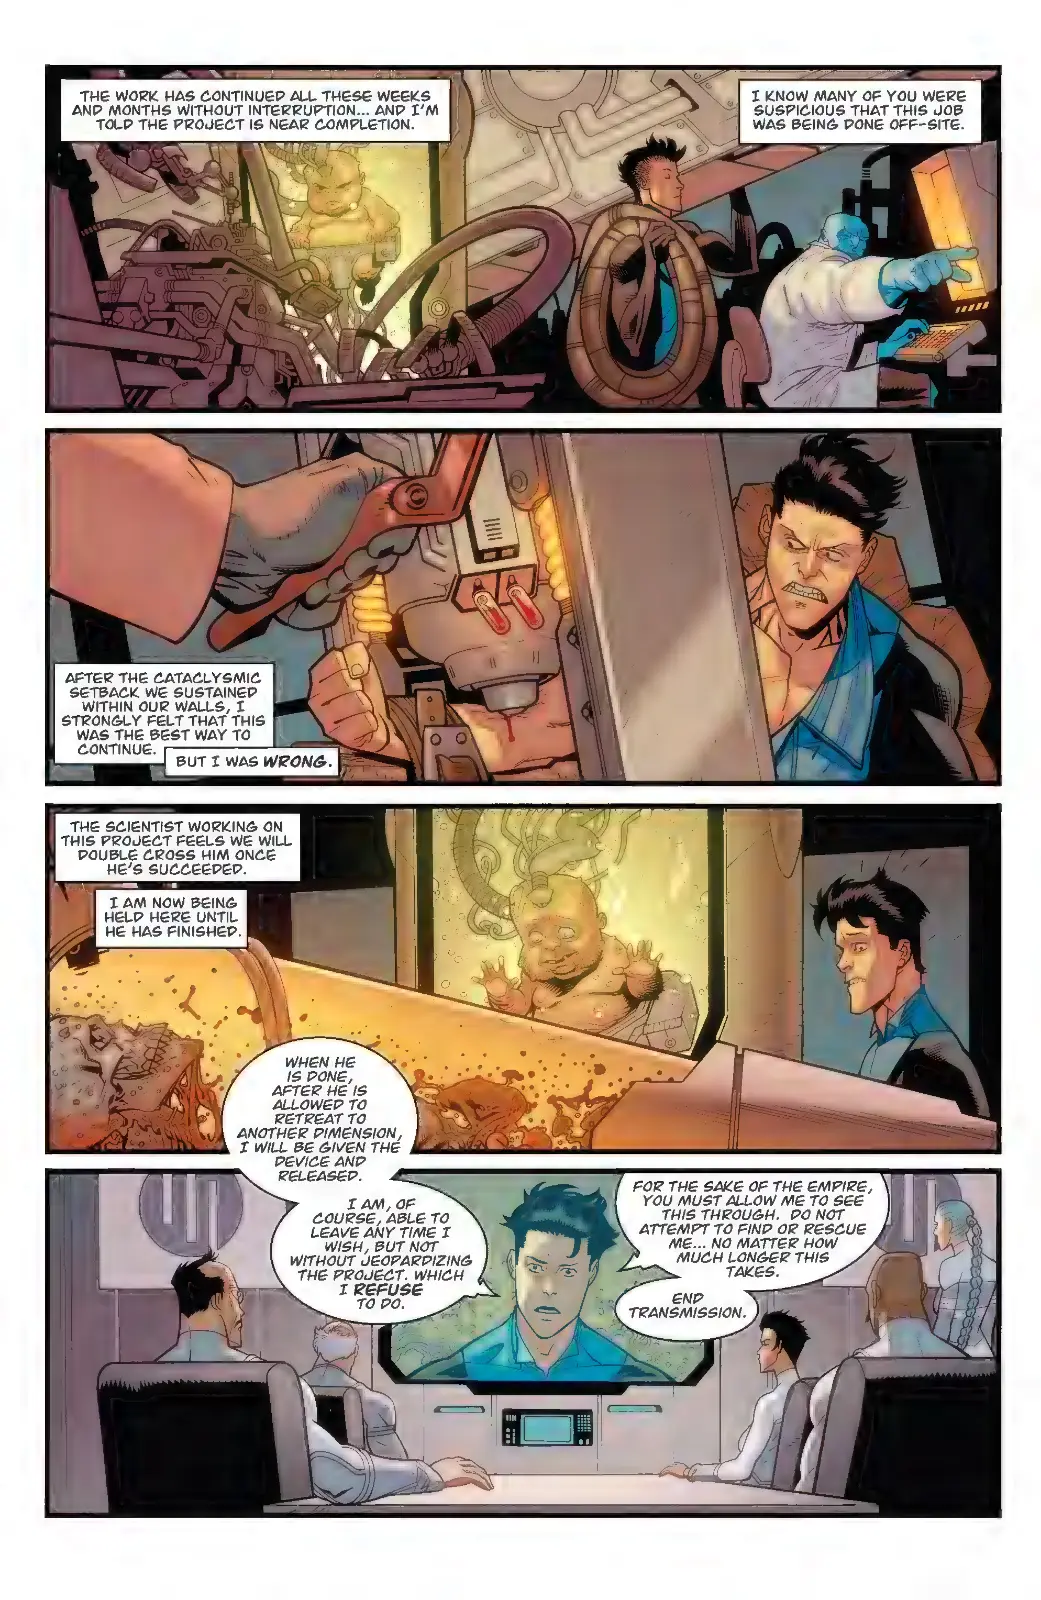 THE WORK HAS CONTINUED ALL THESE WEEKS
AND MONTHS WITHOUT INTERRUPTION... AND I'M
TOLD THE PROJECT IS NEAR COMPLETION.
I KNOW MANY OF YOU WERE
SUSPICIOUS THAT THIS JOB
WAS BEING DONE OFF-SITE.
AFTER THE CATACLYSMIC
SETBACK WE SUSTAINED
WITHIN OUR WALLS, I
STRONGLY FELT THAT THIS
WAS THE BEST WAY TO
CONTINUE.
BUT I WAS WRONG.
THE SCIENTIST WORKING ON
THIS PROJECT FEELS WE WILL
DOUBLE CROSS HIM ONCE
HE'S SUCCEEDED.
I AM NOW BEING
HELD HERE UNTIL
HE HAS FINISHED.
WHEN HE
IS DONE,
AFTER HE IS
ALLOWED TO
RETREAT TO
ANOTHER DIMENSION,
I WILL BE GIVEN THE
DEVICE AND
RELEASED.
I AM, OF
COURSE, ABLE TO
LEAVE ANY TIME I
WISH, BUT NOT
WITHOUT JEOPARDIZING
THE PROJECT. WHICH
I REFUSE
TO DO.
FOR THE SAKE OF THE EMPIRE,
YOU MUST ALLOW ME TO SEE
THIS THROUGH. DO NOT
ATTEMPT TO FIND OR RESCUE
ME... NO MATTER HOW
MUCH LONGER THIS
TAKES.
END
TRANSMISSION.